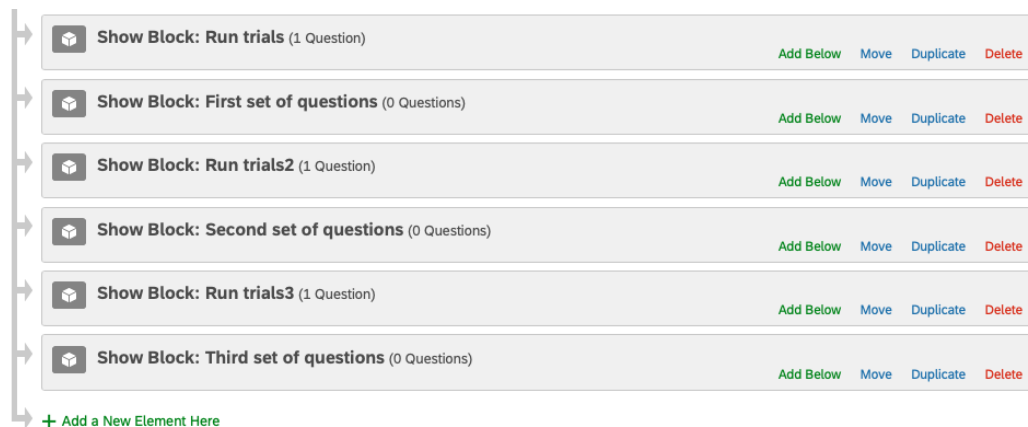 Show Block: Run trials (1 Question)
Add Below Move Duplicate Delete
Show Block: First set of questions (0 Questions)
Add Below Move Duplicate Delete
Show Block: Run trials2 (1 Question)
Add Below Move Duplicate Delete
Show Block: Second set of questions (0 Questions)
Add Below Move Duplicate Delete
Show Block: Run trials3 (1 Question)
Add Below Move Duplicate Delete
Show Block: Third set of questions (0 Questions)
Add Below Move Duplicate Delete
+ Add a New Element Here